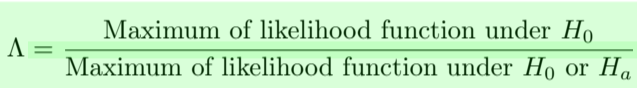 Λ = Maximum of likelihood function under H₀
Maximum of likelihood function under H₀ or Hₐ